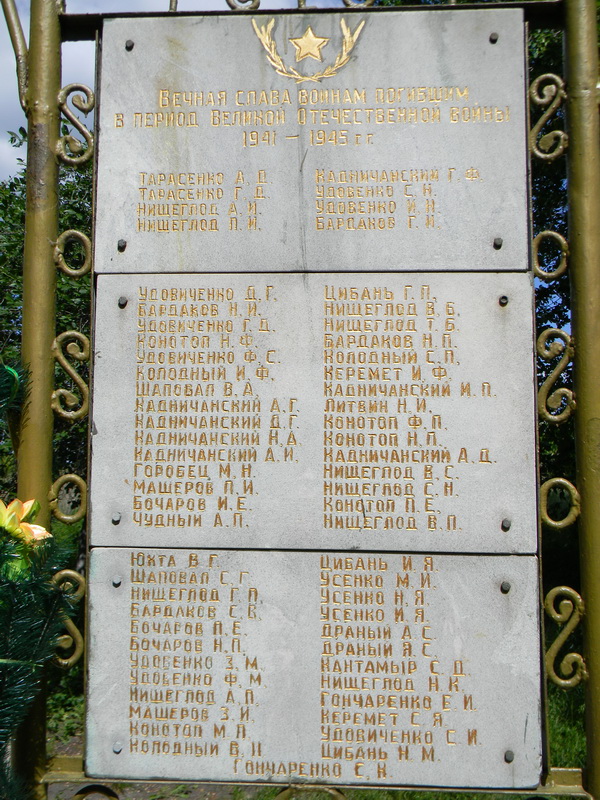 Вечная слава воинам погибшим
в период Великой Отечественной войны
1941 – 1945 г.г.
Тарасенко А. Д.
Тарасенко Г. Д.
Нищеглод А. И.
Нищеглод П. И.
Кадничанский Г. Ф.
Удовенко С. Н.
Удовенко И. Н.
Бардаков Г. И.
Удовиченко Д. Г.
Бардаков Н. И.
Удовиченко Г. Д.
Конотоп Н. Ф.
Удовиченко Ф. С.
Колодный И. Ф.
Шаповал В. А.
Кадничанский А. Г.
Кадничанский Д. Г.
Кадничанский Н. А.
Кадничанский А. И.
Горобец М. Н.
Машеров П. И.
Бочаров И. Е.
Чудный А. П.
Цибань Г. П.
Нищеглод В. Б.
Нищеглод Т. Б.
Бардаков Н. П.
Колодный С. П.
Керемет И. Ф.
Кадничанский И. П.
Литвин Н. И.
Конотоп Ф. П.
Конотоп Н. П.
Кадничанский А. Д.
Нищеглод В. С.
Нищеглод С. Н.
Конотоп П. Е.
Нищеглод В. П.
Юхта В. Г.
Шаповал С. Г.
Нищеглод Г. П.
Бардаков С. В.
Бочаров П. Е.
Бочаров Н. П.
Удовенко З. М.
Удовенко Ф. М.
Нищеглод А. П.
Машеров З. И.
Конотоп М. П.
Колодный В. Н.
Цибань И. Я.
Усенко М. И.
Усенко Н. Я.
Усенко И. Я.
Драный А. С.
Драный Я. С.
Кантамыр С. Д.
Нищеглод Н. К.
Гончаренко Е. И.
Керемет С. Я.
Удовиченко С. И.
Цибань Н. М.
Гончаренко С. Н.